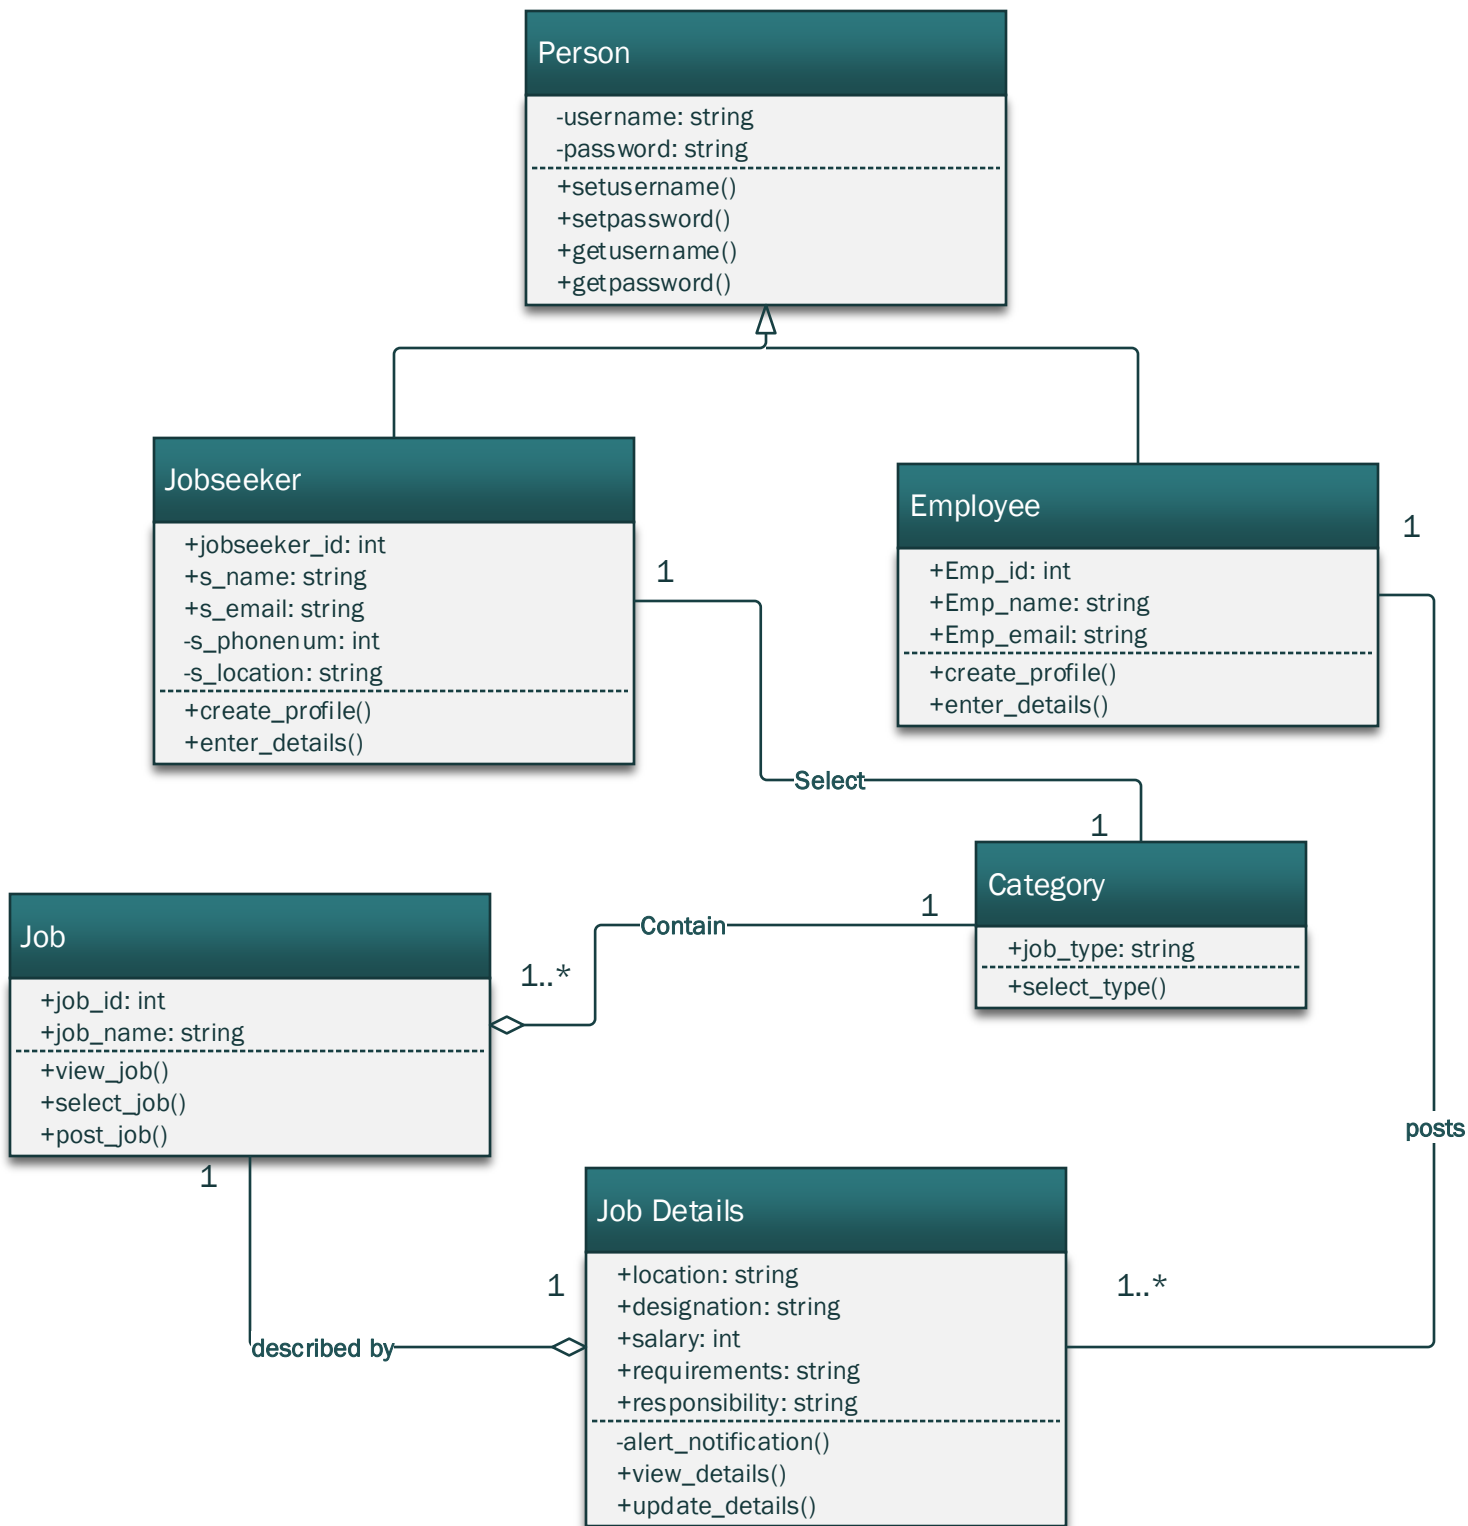 Person
-username: string
-password: string
+setusername()
+setpassword()
+getusername()
+getpassword()
Jobseeker
+jobseeker_id: int
+s_name: string
+s_email: string
-s_phonenum: int
-s_location: string
+create_profile()
+enter_details()
1
Employee
+Emp_id: int
+Emp_name: string
+Emp_email: string
+create_profile()
+enter_details()
1
Select
1
Category
+job_type: string
+select_type()
1
Contain
1..*
Job
+job_id: int
+job_name: string
+view_job()
+select_job()
+post_job()
1
posts
described by
1
Job Details
+location: string
+designation: string
+salary: int
+requirements: string
+responsibility: string
-alert_notification()
+view_details()
+update_details()
1..*